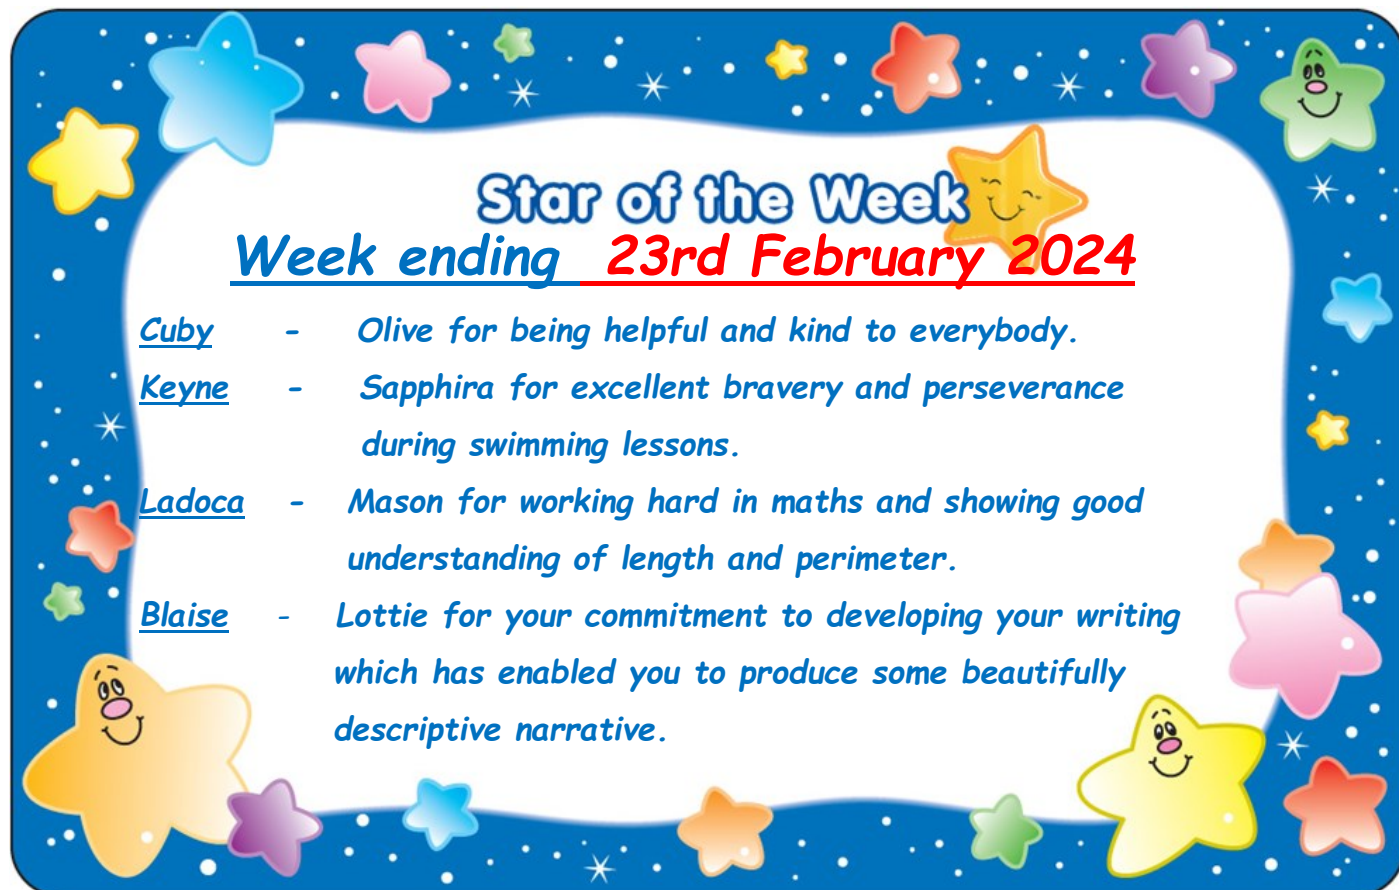 Star of the Week
Week ending 23rd February 2024
Cuby - Olive for being helpful and kind to everybody.
Keyne - Sapphira for excellent bravery and perseverance
during swimming lessons.
Ladoca - Mason for working hard in maths and showing good
understanding of length and perimeter.
Blaise - Lottie for your commitment to developing your writing
which has enabled you to produce some beautifully
descriptive narrative.